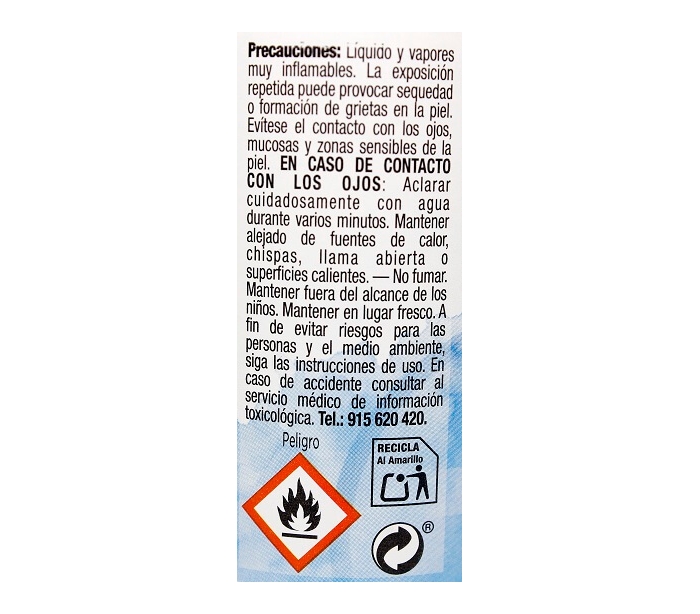 Precauciones: Líquido y vapores
muy inflamables. La exposición
repetida puede provocar sequedad
o formación de grietas en la piel.
Evítese el contacto con los ojos,
mucosas y zonas sensibles de la
piel. EN CASO DE CONTACTO
CON LOS OJOS: Aclarar
cuidadosamente con agua
durante varios minutos. Mantener
alejado de fuentes de calor,
chispas, llama abierta o
superficies calientes. — No fumar.
Mantener fuera del alcance de los
niños. Mantener en lugar fresco. A
fin de evitar riesgos para las
personas y el medio ambiente,
siga las instrucciones de uso. En
caso de accidente consultar al
servicio médico de información
toxicológica. Tel.: 915 620 420.
Peligro
RECICLA
Al Amarillo
®